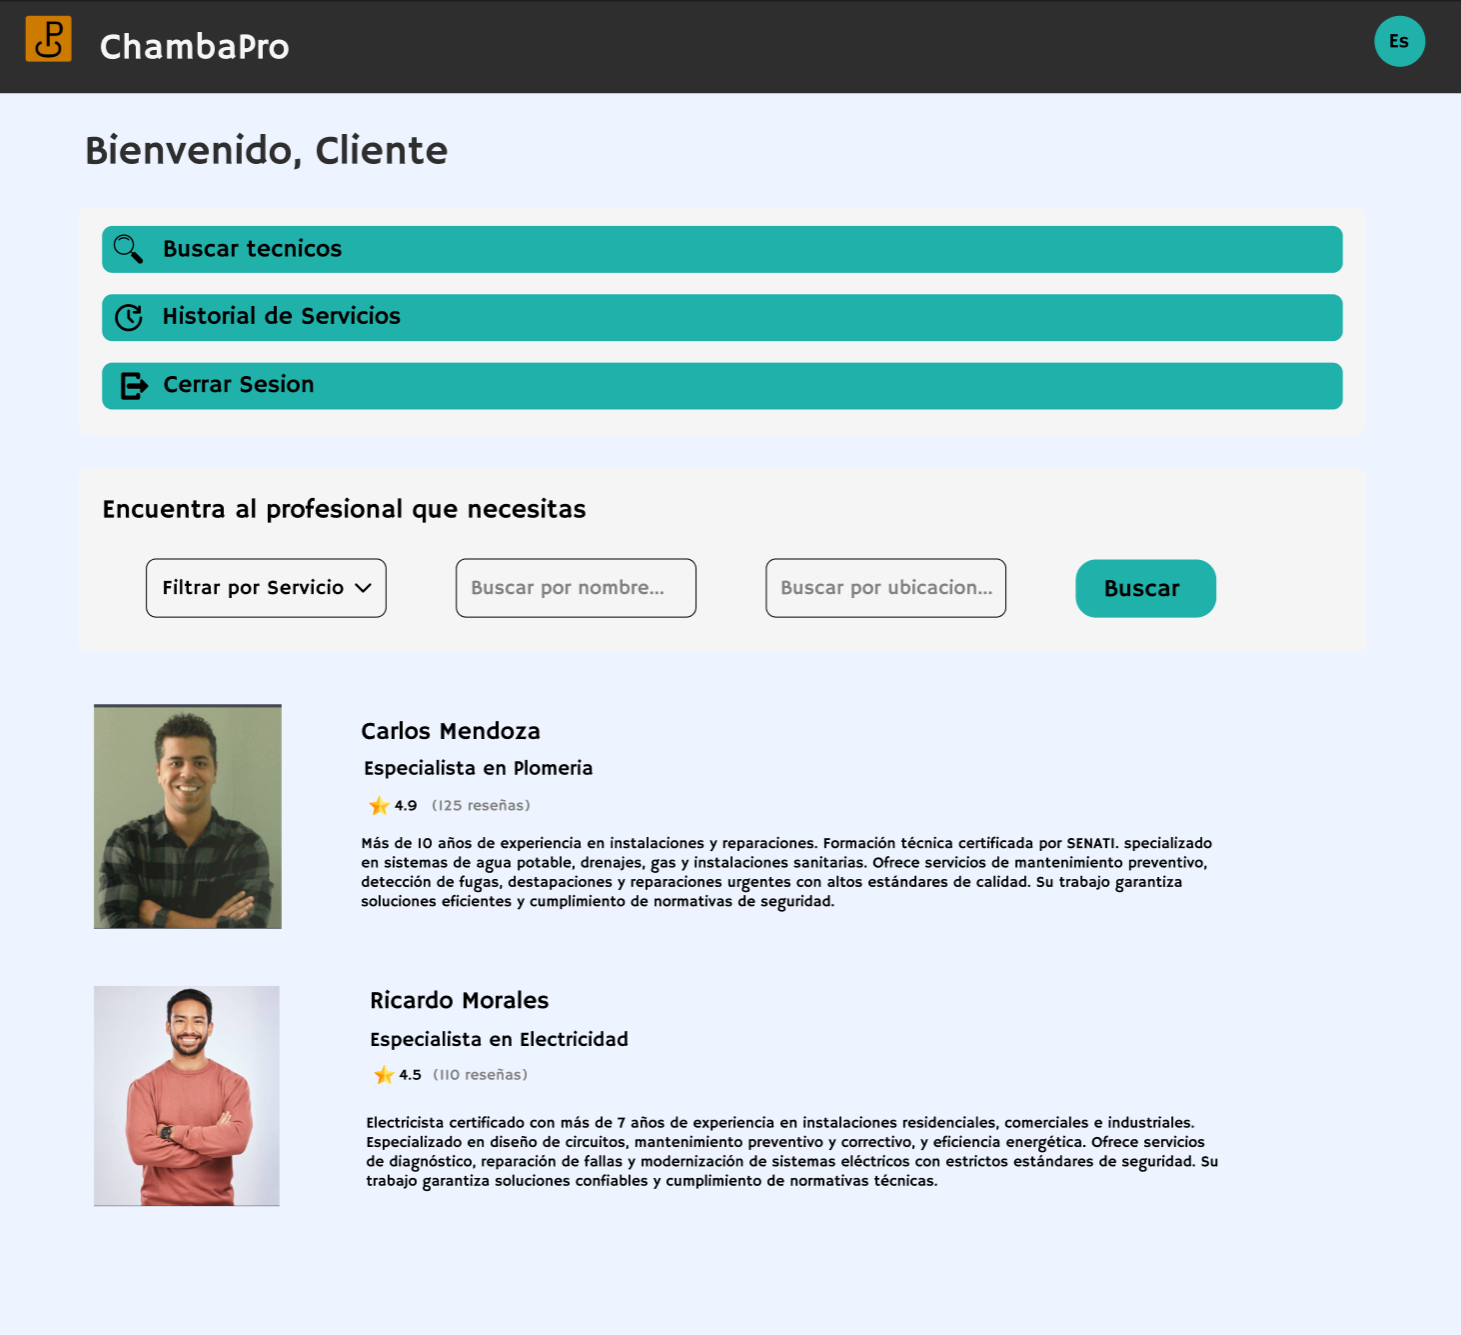 ChambaPro
Es
Bienvenido, Cliente
Buscar tecnicos
Historial de Servicios
Cerrar Sesion
Encuentra al profesional que necesitas
Filtrar por Servicio
Buscar por nombre...
Buscar por ubicacion...
Buscar
Carlos Mendoza
Especialista en Plomeria
4.9 (125 reseñas)
Más de 10 años de experiencia en instalaciones y reparaciones. Formación técnica certificada por SENATI. specializado
en sistemas de agua potable, drenajes, gas y instalaciones sanitarias. Ofrece servicios de mantenimiento preventivo,
detección de fugas, destapaciones y reparaciones urgentes con altos estándares de calidad. Su trabajo garantiza
soluciones eficientes y cumplimiento de normativas de seguridad.
Ricardo Morales
Especialista en Electricidad
4.5 (110 reseñas)
Electricista certificado con más de 7 años de experiencia en instalaciones residenciales, comerciales e industriales.
Especializado en diseño de circuitos, mantenimiento preventivo y correctivo, y eficiencia energética. Ofrece servicios
de diagnóstico, reparación de fallas y modernización de sistemas eléctricos con estrictos estándares de seguridad. Su
trabajo garantiza soluciones confiables y cumplimiento de normativas técnicas.